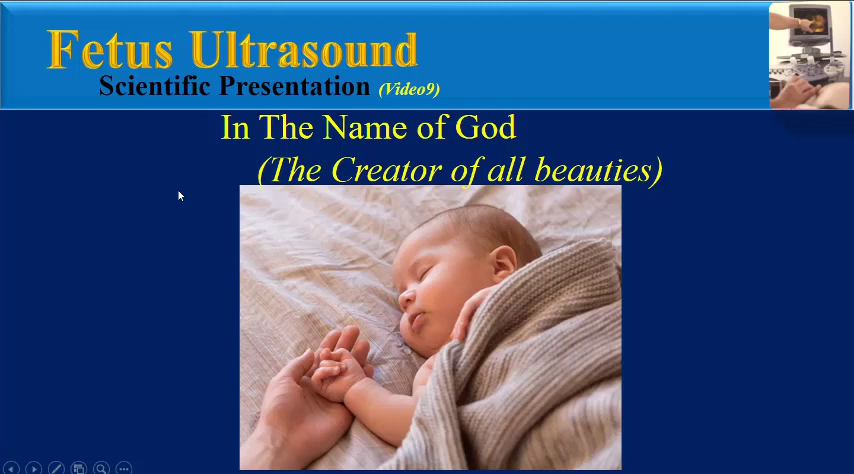 Fetus Ultrasound
Scientific Presentation (Video9)
In The Name of God
(The Creator of all beauties)